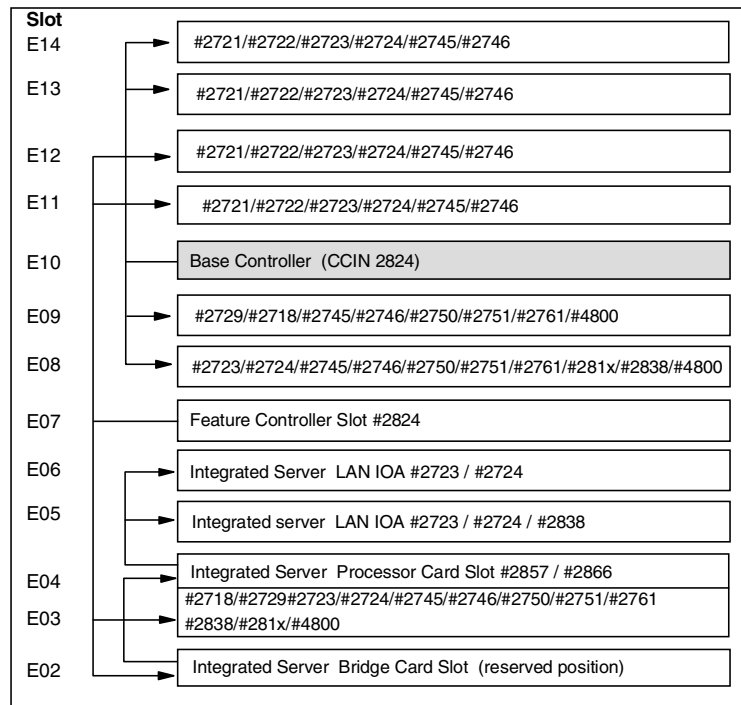 Slot
E14 #2721/#2722/#2723/#2724/#2745/#2746
E13 #2721/#2722/#2723/#2724/#2745/#2746
E12 #2721/#2722/#2723/#2724/#2745/#2746
E11 #2721/#2722/#2723/#2724/#2745/#2746
E10 Base Controller (CCIN 2824)
E09 #2729/#2718/#2745/#2746/#2750/#2751/#2761/#4800
E08 #2723/#2724/#2745/#2746/#2750/#2751/#2761/#281x/#2838/#4800
E07 Feature Controller Slot #2824
E06 Integrated Server LAN IOA #2723 / #2724
E05 Integrated server LAN IOA #2723 / #2724 / #2838
E04 Integrated Server Processor Card Slot #2857 / #2866
E03 #2718/#2729#2723/#2724/#2745/#2746/#2750/#2751/#2761
#2838/#281x/#4800
E02 Integrated Server Bridge Card Slot (reserved position)